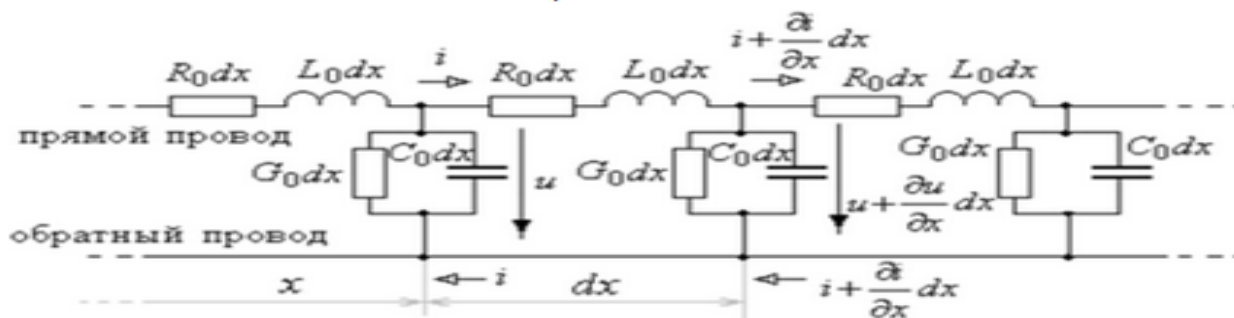 i
i + ∂i/∂x dx
R₀dx L₀dx R₀dx L₀dx R₀dx L₀dx
прямой провод
G₀dx C₀dx u G₀dx C₀dx u + ∂u/∂x dx G₀dx C₀dx
обратный провод
x i dx i + ∂i/∂x dx